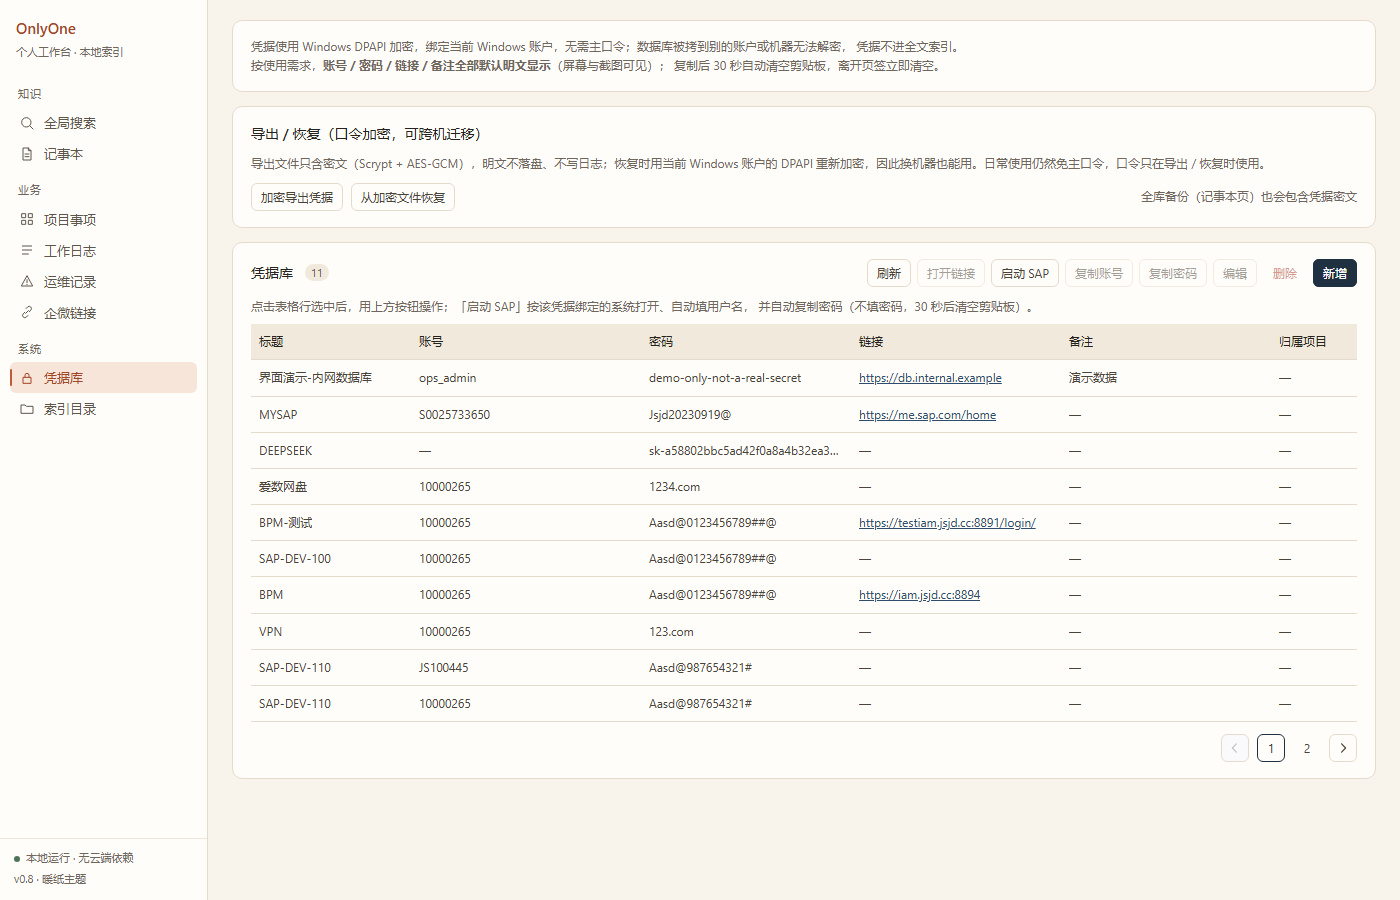 OnlyOne
个人工作台 · 本地索引
知识
全局搜索
记事本
业务
项目事项
工作日志
运维记录
企微链接
系统
凭据库
索引目录
本地运行 · 无云端依赖
v0.8 · 暖纸主题
凭据使用 Windows DPAPI 加密，绑定当前 Windows 账户，无需主口令；数据库被拷到别的账户或机器无法解密， 凭据不进全文索引。
按使用需求，账号 / 密码 / 链接 / 备注全部默认明文显示（屏幕与截图可见）； 复制后 30 秒自动清空剪贴板，离开页签立即清空。
导出 / 恢复（口令加密，可跨机迁移）
导出文件只含密文（Scrypt + AES-GCM），明文不落盘、不写日志；恢复时用当前 Windows 账户的 DPAPI 重新加密，因此换机器也能用。日常使用仍然免主口令，口令只在导出 / 恢复时使用。
加密导出凭据 从加密文件恢复 全库备份（记事本页）也会包含凭据密文
凭据库 11 刷新 打开链接 启动 SAP 复制账号 复制密码 编辑 删除 新增
点击表格行选中后，用上方按钮操作；「启动 SAP」按该凭据绑定的系统打开、自动填用户名， 并自动复制密码（不填密码，30 秒后清空剪贴板）。
标题 账号 密码 链接 备注 归属项目
界面演示-内网数据库 ops_admin demo-only-not-a-real-secret https://db.internal.example 演示数据 —
MYSAP S0025733650 Jsjd20230919@ https://me.sap.com/home — —
DEEPSEEK — sk-a58802bbc5ad42f0a8a4b32ea3... — — —
爱数网盘 10000265 1234.com — — —
BPM-测试 10000265 Aasd@0123456789##@ https://testiam.jsjd.cc:8891/login/ — —
SAP-DEV-100 10000265 Aasd@0123456789##@ — — —
BPM 10000265 Aasd@0123456789##@ https://iam.jsjd.cc:8894 — —
VPN 10000265 123.com — — —
SAP-DEV-110 JS100445 Aasd@987654321# — — —
SAP-DEV-110 10000265 Aasd@987654321# — — —
1 2